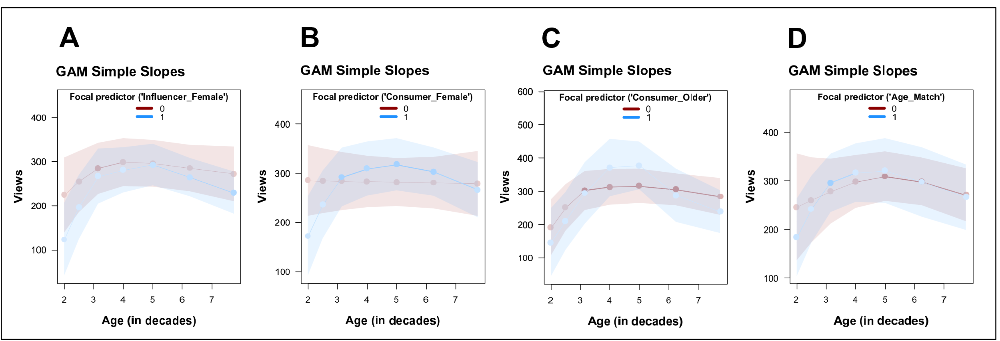 A
GAM Simple Slopes
Focal predictor ('Influencer_Female')
0
1
400
300
200
100
Views
2 3 4 5 6 7
Age (in decades)
B
GAM Simple Slopes
Focal predictor ('Consumer_Female')
0
1
400
300
200
100
Views
2 3 4 5 6 7
Age (in decades)
C
GAM Simple Slopes
Focal predictor ('Consumer_Older')
0
1
600
500
400
300
200
100
Views
2 3 4 5 6 7
Age (in decades)
D
GAM Simple Slopes
Focal predictor ('Age_Match')
0
1
400
300
200
100
Views
2 3 4 5 6 7
Age (in decades)